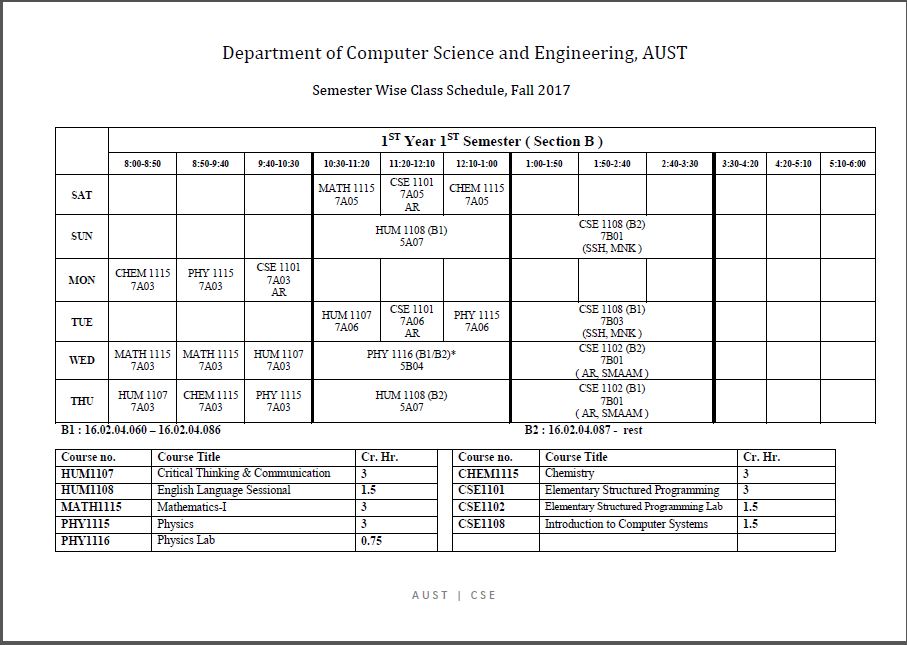 Department of Computer Science and Engineering, AUST
Semester Wise Class Schedule, Fall 2017
1ST Year 1ST Semester ( Section B )
8:00-8:50 8:50-9:40 9:40-10:30 10:30-11:20 11:20-12:10 12:10-1:00 1:00-1:50 1:50-2:40 2:40-3:30 3:30-4:20 4:20-5:10 5:10-6:00
SAT
MATH 1115
7A05
CSE 1101
7A05
AR
CHEM 1115
7A05
SUN
HUM 1108 (B1)
5A07
CSE 1108 (B2)
7B01
(SSH, MNK )
MON
CHEM 1115
7A03
PHY 1115
7A03
CSE 1101
7A03
AR
TUE
HUM 1107
7A06
CSE 1101
7A06
AR
PHY 1115
7A06
CSE 1108 (B1)
7B03
(SSH, MNK )
WED
MATH 1115
7A03
MATH 1115
7A03
HUM 1107
7A03
PHY 1116 (B1/B2)*
5B04
CSE 1102 (B2)
7B01
( AR, SMAAM )
THU
HUM 1107
7A03
CHEM 1115
7A03
PHY 1115
7A03
HUM 1108 (B2)
5A07
CSE 1102 (B1)
7B01
( AR, SMAAM )
B1 : 16.02.04.060 – 16.02.04.086 B2 : 16.02.04.087 - rest
Course no. Course Title Cr. Hr. Course no. Course Title Cr. Hr.
HUM1107 Critical Thinking & Communication 3 CHEM1115 Chemistry 3
HUM1108 English Language Sessional 1.5 CSE1101 Elementary Structured Programming 3
MATH1115 Mathematics-I 3 CSE1102 Elementary Structured Programming Lab 1.5
PHY1115 Physics 3 CSE1108 Introduction to Computer Systems 1.5
PHY1116 Physics Lab 0.75
AUST | CSE